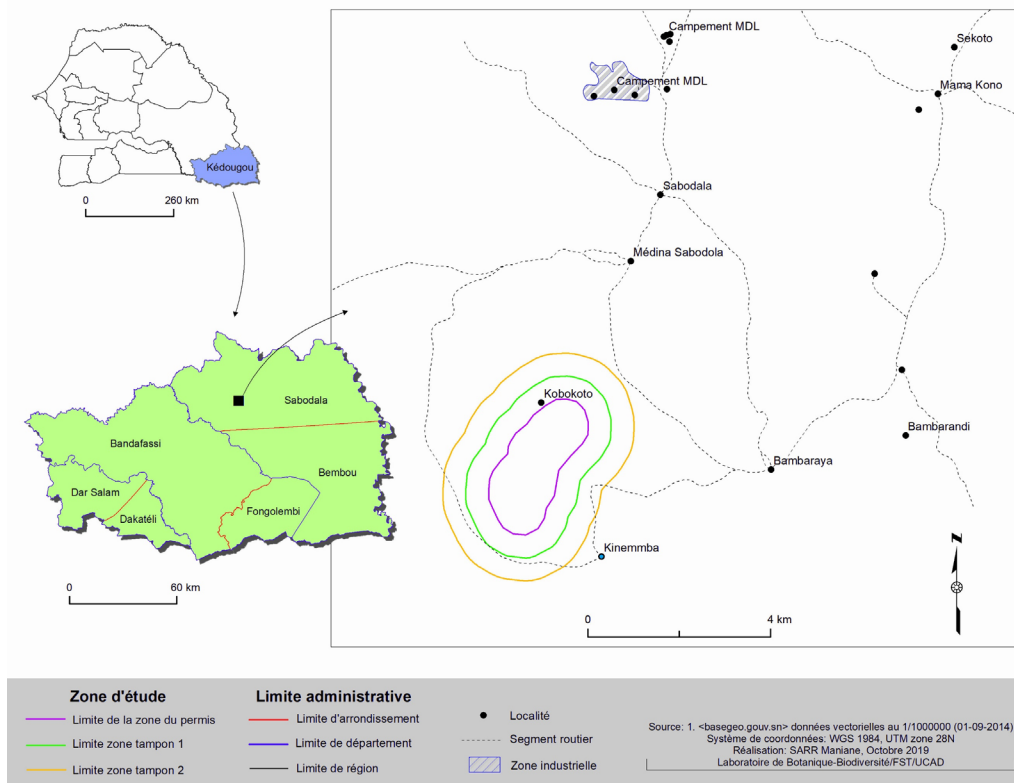 Campement MDL
Sekoto
Campement MDL
Mama Kono
Kédougou
0 260 km
Sabodala
Médina Sabodola
Kobokoto
Sabodala
Bandafassi
Bambarandi
Bembou
Bambaraya
Dar Salam
Fongolembi
Dakatéli
Kinemmba
N
0 60 km
0 4 km
Zone d'étude
Limite de la zone du permis
Limite zone tampon 1
Limite zone tampon 2
Limite administrative
Limite d'arrondissement
Limite de département
Limite de région
Localité
Segment routier
Zone industrielle
Source: 1. <basegeo.gouv.sn> données vectorielles au 1/1000000 (01-09-2014)
Système de coordonnées: WGS 1984, UTM zone 28N
Réalisation: SARR Maniane, Octobre 2019
Laboratoire de Botanique-Biodiversité/FST/UCAD